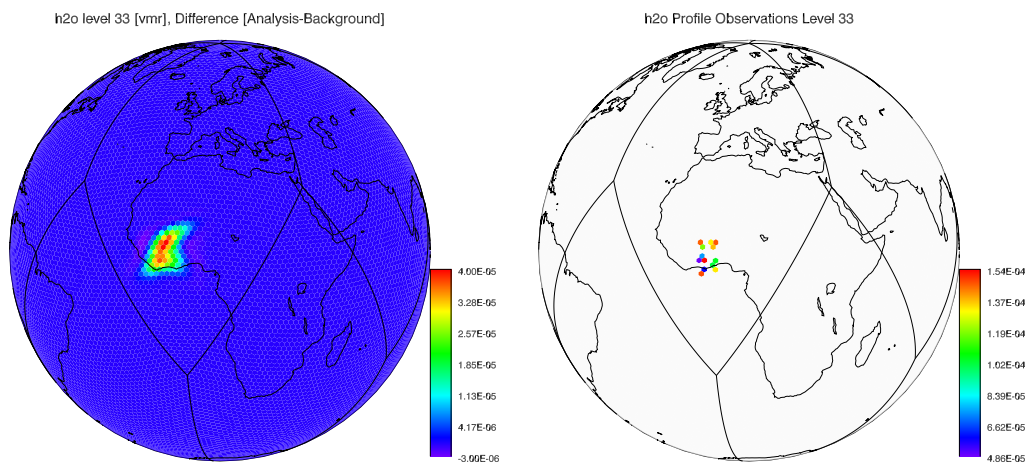 h2o level 33 [vmr], Difference [Analysis-Background]
h2o Profile Observations Level 33
4.00E-05
3.28E-05
2.57E-05
1.85E-05
1.13E-05
4.17E-06
-3.00E-06
1.54E-04
1.37E-04
1.19E-04
1.02E-04
8.39E-05
6.62E-05
4.86E-05